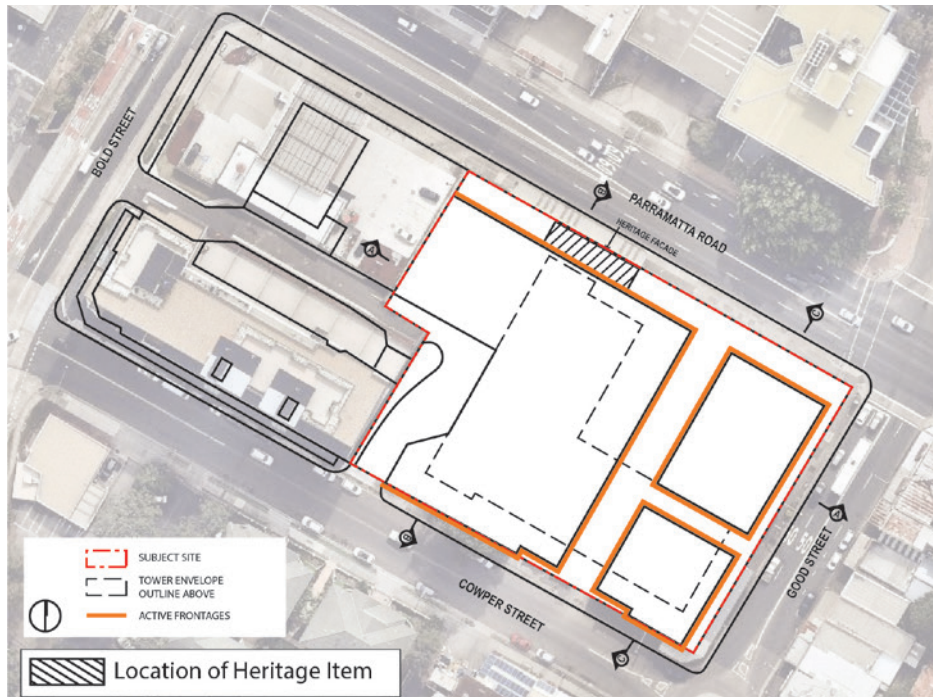 BOLD STREET
PARRAMATTA ROAD
HERITAGE FACADE
B
A
C
A
B
C
GOOD STREET
COWPER STREET
SUBJECT SITE
TOWER ENVELOPE
OUTLINE ABOVE
ACTIVE FRONTAGES
Location of Heritage Item